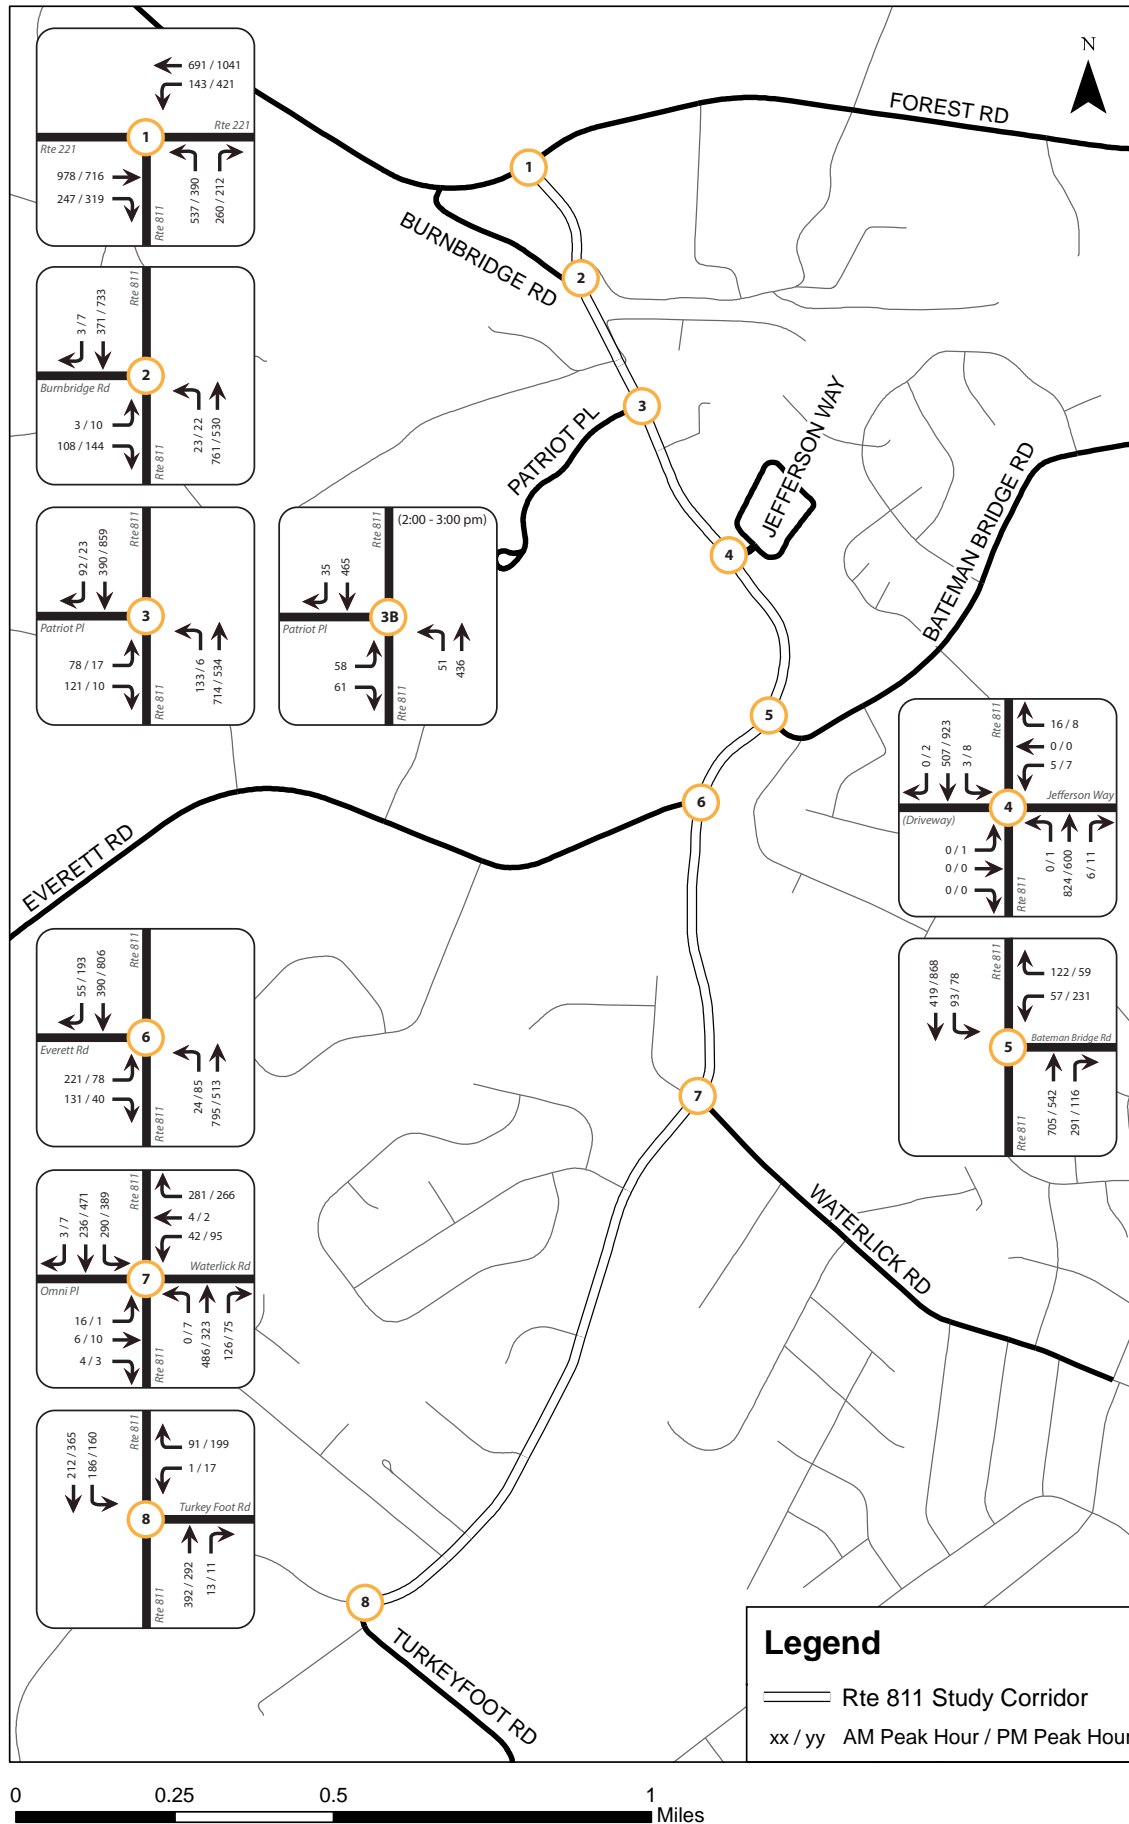 N
FOREST RD
BURNBRIDGE RD
PATRIOT PL
JEFFERSON WAY
BATEMAN BRIDGE RD
EVERETT RD
WATERLICK RD
TURKEYFOOT RD
1
2
3
4
5
6
7
8
691 / 1041
143 / 421
Rte 221
1
Rte 221
978 / 716
247 / 319
Rte 811
537 / 390
260 / 212
3 / 7
371 / 733
Rte 811
2
Burnbridge Rd
3 / 10
108 / 144
Rte 811
23 / 22
761 / 530
92 / 23
390 / 859
Rte 811
3
Patriot Pl
78 / 17
121 / 10
Rte 811
133 / 6
714 / 534
(2:00 - 3:00 pm)
35
465
Rte 811
3B
Patriot Pl
58
61
Rte 811
51
436
0 / 2
507 / 923
3 / 8
Rte 811
16 / 8
0 / 0
5 / 7
Jefferson Way
4
(Driveway)
0 / 1
0 / 0
0 / 0
Rte 811
0 / 1
824 / 600
6 / 11
419 / 868
93 / 78
Rte 811
122 / 59
57 / 231
Bateman Bridge Rd
5
Rte 811
705 / 542
291 / 116
55 / 193
390 / 806
Rte 811
6
Everett Rd
221 / 78
131 / 40
Rte 811
24 / 85
795 / 513
3 / 7
236 / 471
290 / 389
Rte 811
281 / 266
4 / 2
42 / 95
Waterlick Rd
7
Omni Pl
16 / 1
6 / 10
4 / 3
Rte 811
0 / 7
486 / 323
126 / 75
212 / 365
186 / 160
Rte 811
91 / 199
1 / 17
Turkey Foot Rd
8
Rte 811
392 / 292
13 / 11
Legend
Rte 811 Study Corridor
xx / yy AM Peak Hour / PM Peak Hour
0 0.25 0.5 1
Miles